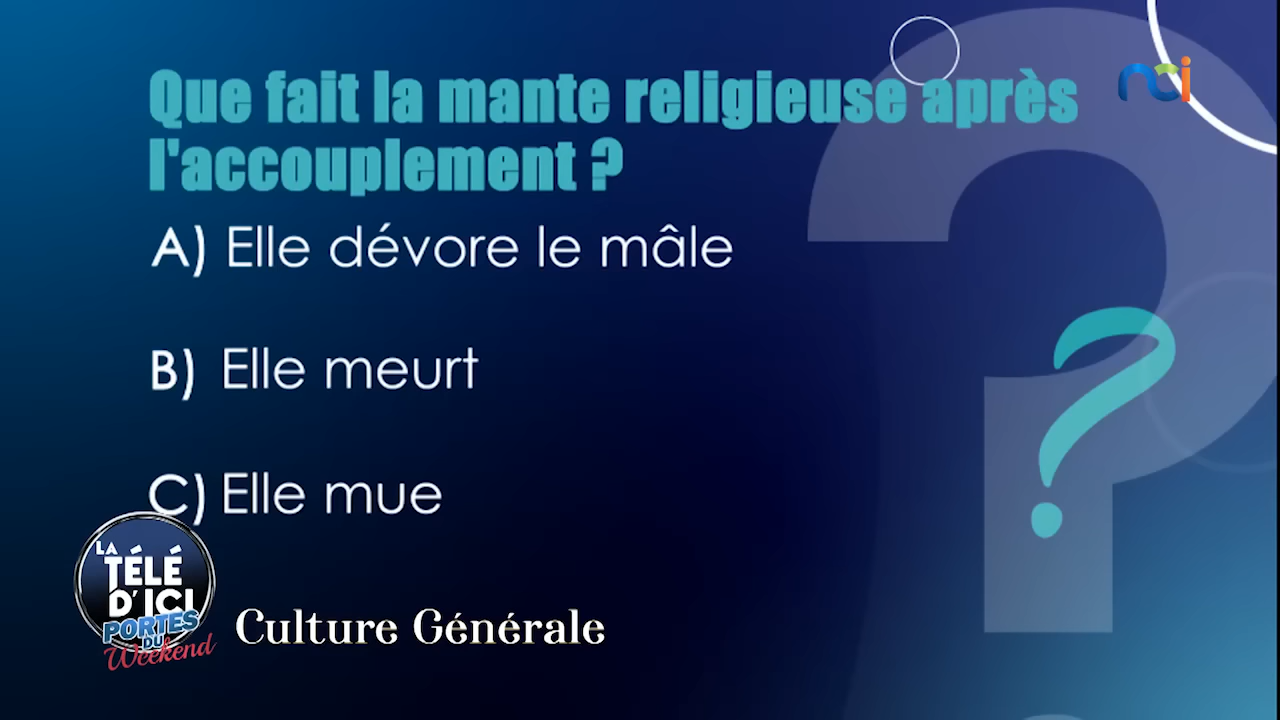 Que fait la mante religieuse après
l'accouplement ?
A) Elle dévore le mâle
B) Elle meurt
C) Elle mue
nci
LA
TÉLÉ
D'ICI
PORTES
DU
Weekend
Culture Générale